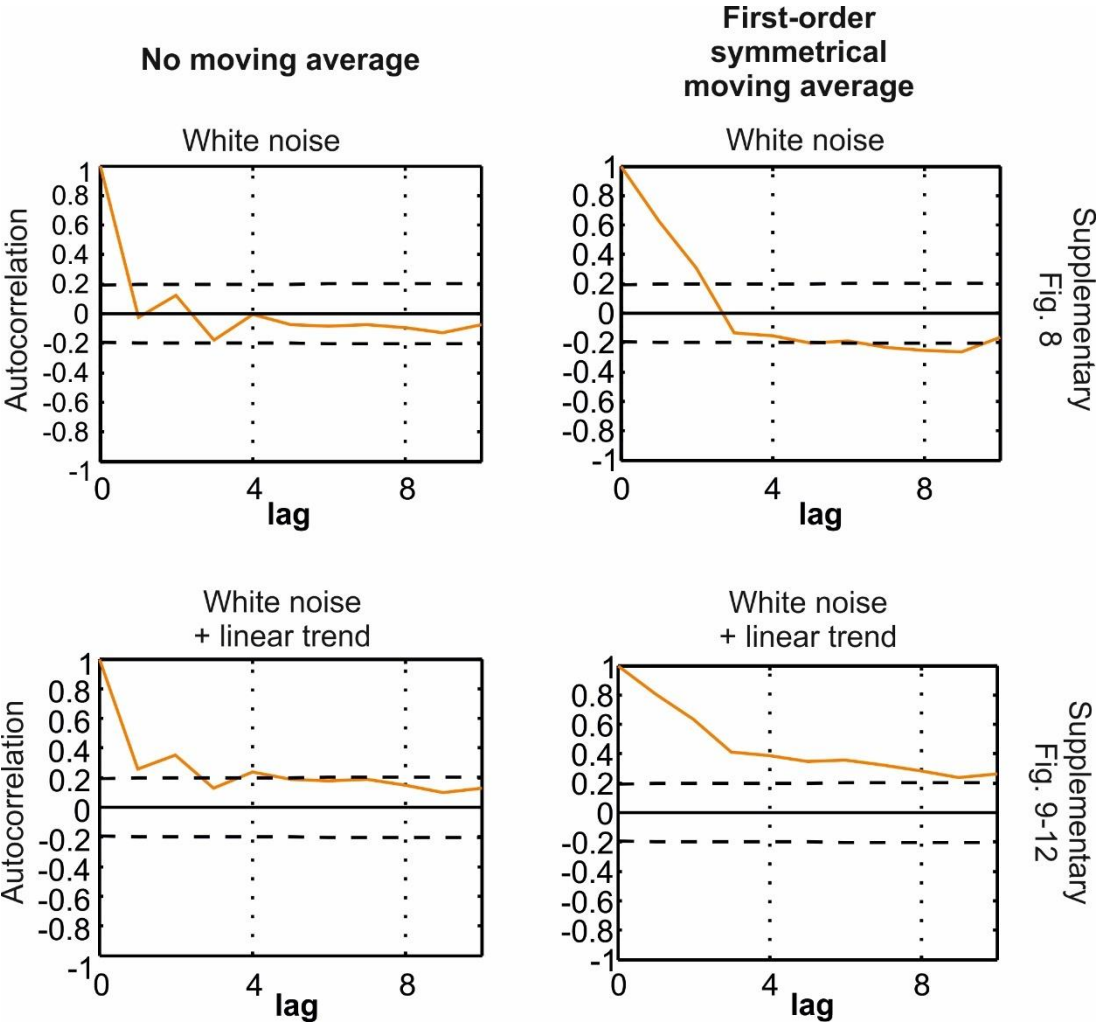 No moving average
First-order
symmetrical
moving average
White noise
1
0.8
0.6
0.4
0.2
0
-0.2
-0.4
-0.6
-0.8
-1
0
4
8
lag
Autocorrelation
White noise
1
0.8
0.6
0.4
0.2
0
-0.2
-0.4
-0.6
-0.8
-1
0
4
8
lag
Supplementary
Fig. 8
White noise
+ linear trend
1
0.8
0.6
0.4
0.2
0
-0.2
-0.4
-0.6
-0.8
-1
0
4
8
lag
Autocorrelation
White noise
+ linear trend
1
0.8
0.6
0.4
0.2
0
-0.2
-0.4
-0.6
-0.8
-1
0
4
8
lag
Supplementary
Fig. 9-12